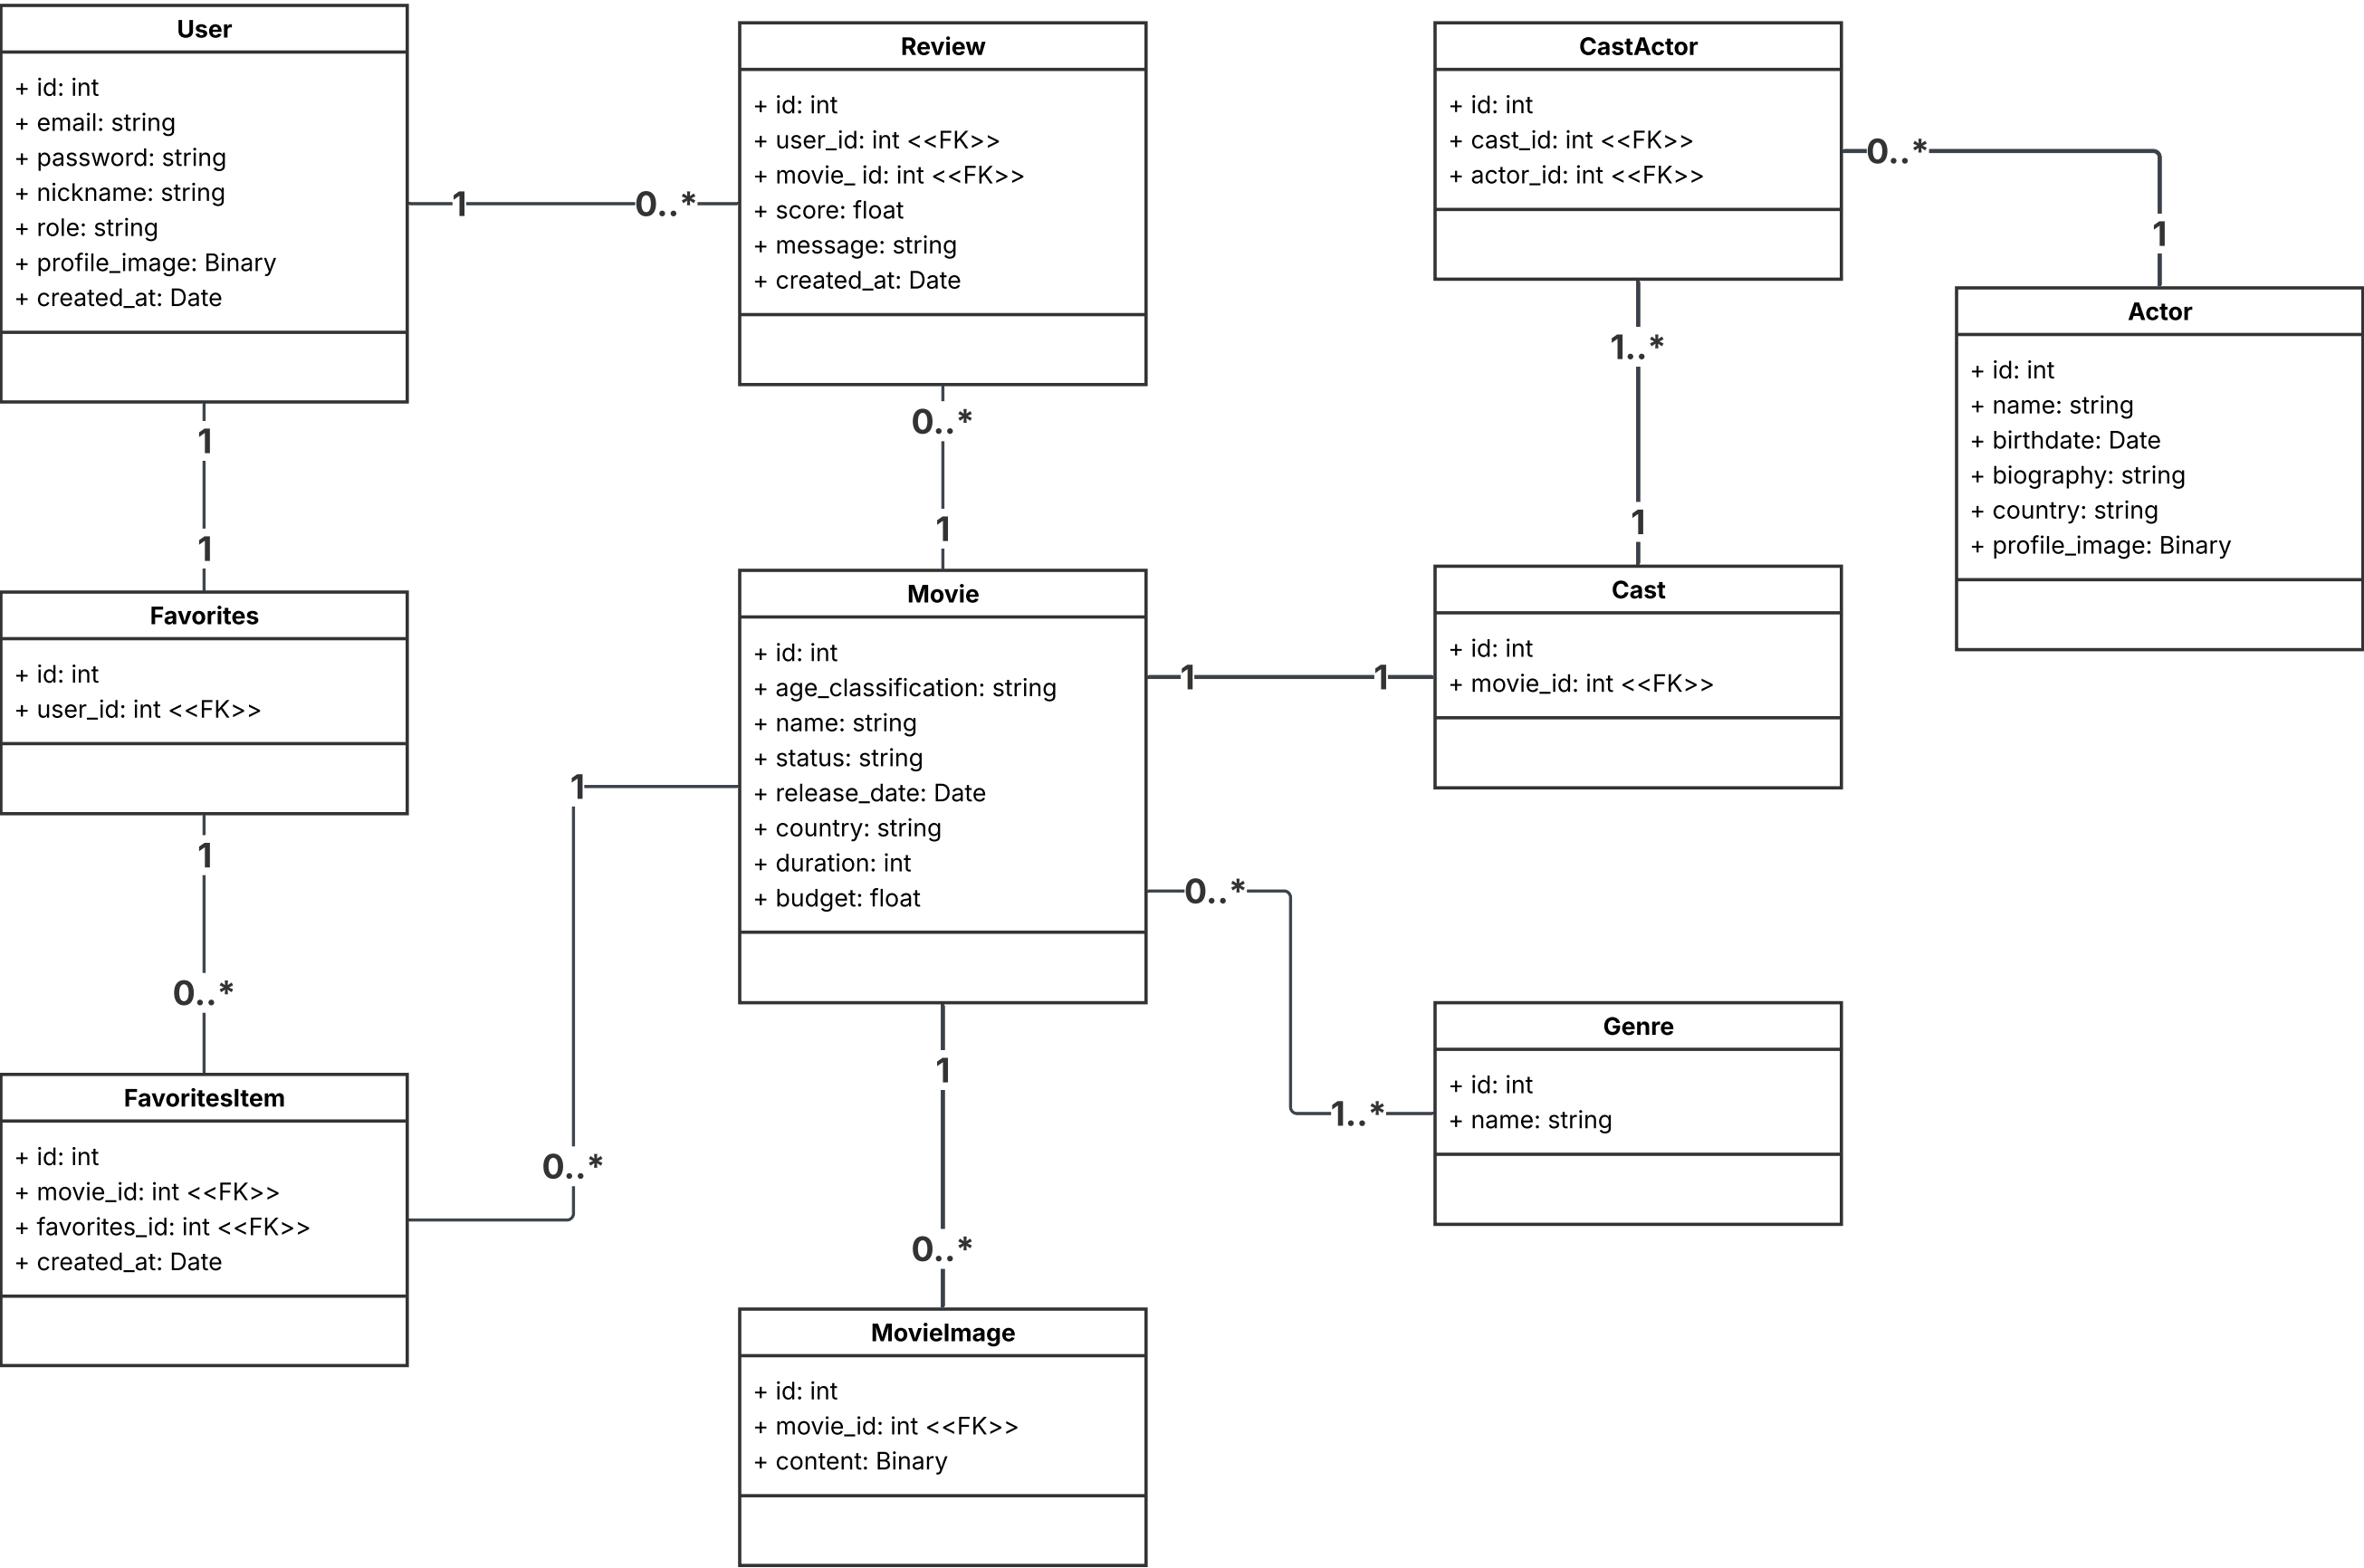 User
+ id: int
+ email: string
+ password: string
+ nickname: string
+ role: string
+ profile_image: Binary
+ created_at: Date
1
0..*
Review
+ id: int
+ user_id: int <<FK>>
+ movie_ id: int <<FK>>
+ score: float
+ message: string
+ created_at: Date
CastActor
+ id: int
+ cast_id: int <<FK>>
+ actor_id: int <<FK>>
0..*
1
Actor
+ id: int
+ name: string
+ birthdate: Date
+ biography: string
+ country: string
+ profile_image: Binary
1
1
0..*
1
1..*
1
Favorites
+ id: int
+ user_id: int <<FK>>
Movie
+ id: int
+ age_classification: string
+ name: string
+ status: string
+ release_date: Date
+ country: string
+ duration: int
+ budget: float
1
1
Cast
+ id: int
+ movie_id: int <<FK>>
1
0..*
1
0..*
0..*
1..*
FavoritesItem
+ id: int
+ movie_id: int <<FK>>
+ favorites_id: int <<FK>>
+ created_at: Date
Genre
+ id: int
+ name: string
1
0..*
MovieImage
+ id: int
+ movie_id: int <<FK>>
+ content: Binary